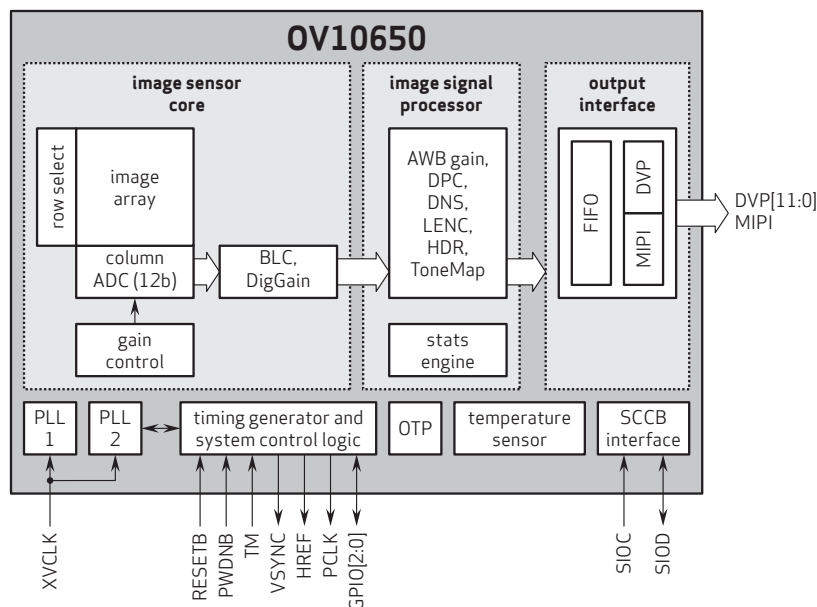 OV10650
image sensor
core
image signal
processor
output
interface
row select
image
array
column
ADC (12b)
BLC,
DigGain
gain
control
AWB gain,
DPC,
DNS,
LENC,
HDR,
ToneMap
stats
engine
FIFO
DVP
MIPI
DVP[11:0]
MIPI
PLL
1
PLL
2
timing generator and
system control logic
OTP
temperature
sensor
SCCB
interface
XVCLK
RESETB
PWDNB
TM
VSYNC
HREF
PCLK
GPIO[2:0]
SIOC
SIOD